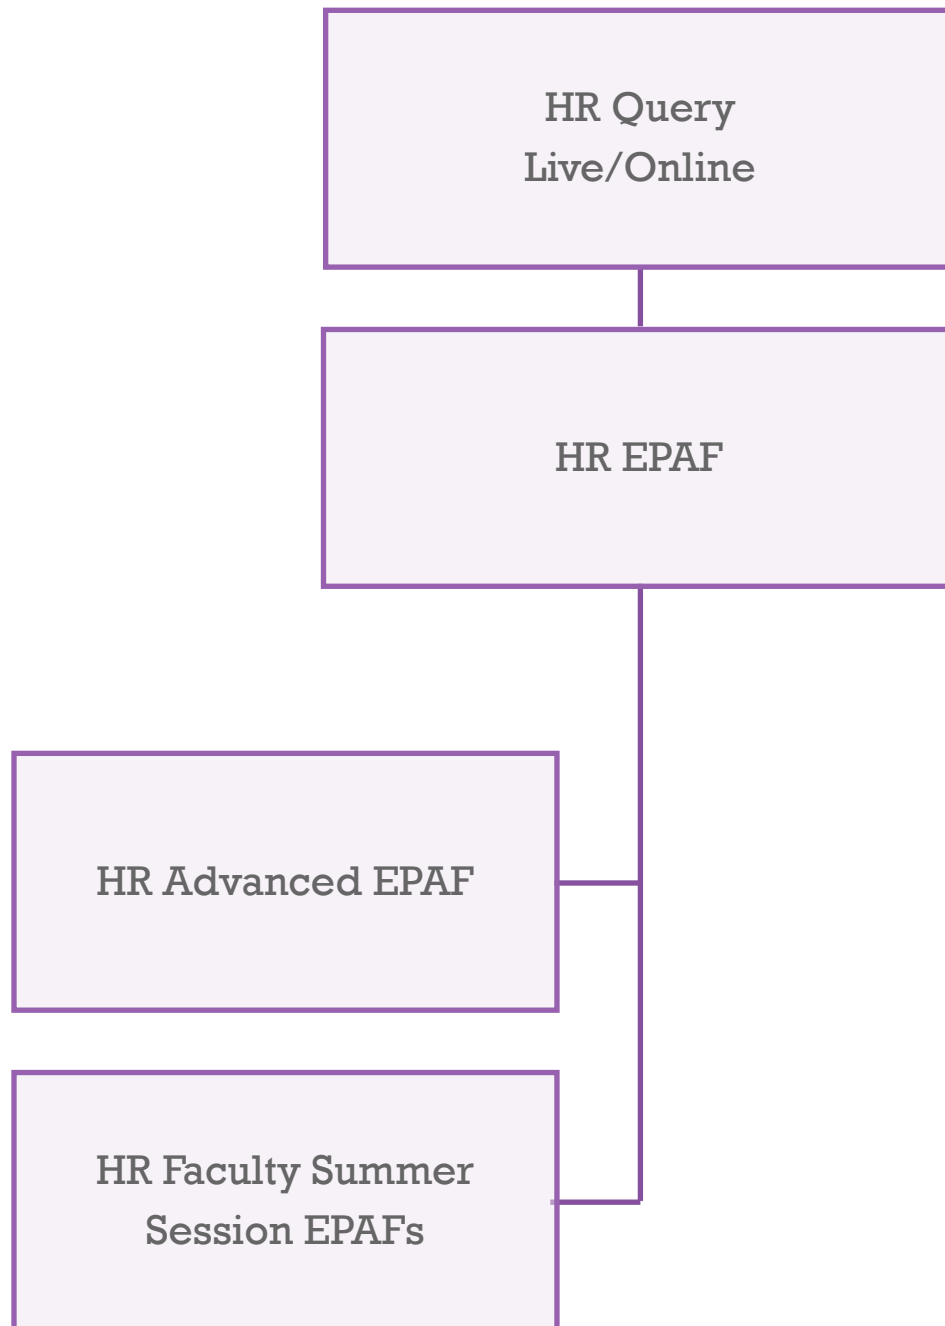 HR Query
Live/Online
HR EPAF
HR Advanced EPAF
HR Faculty Summer
Session EPAFs